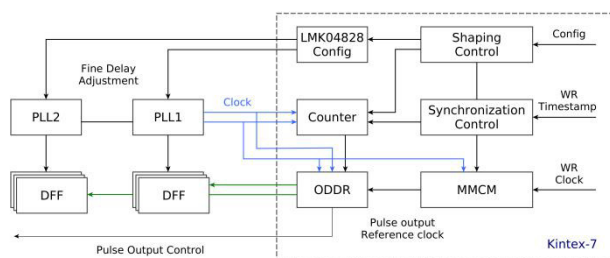 LMK04828
Config
Shaping
Control
Config
Fine Delay
Adjustment
Clock
WR
Timestamp
PLL2
PLL1
Counter
Synchronization
Control
WR
Clock
DFF
DFF
ODDR
MMCM
Pulse output
Reference clock
Pulse Output Control
Kintex-7